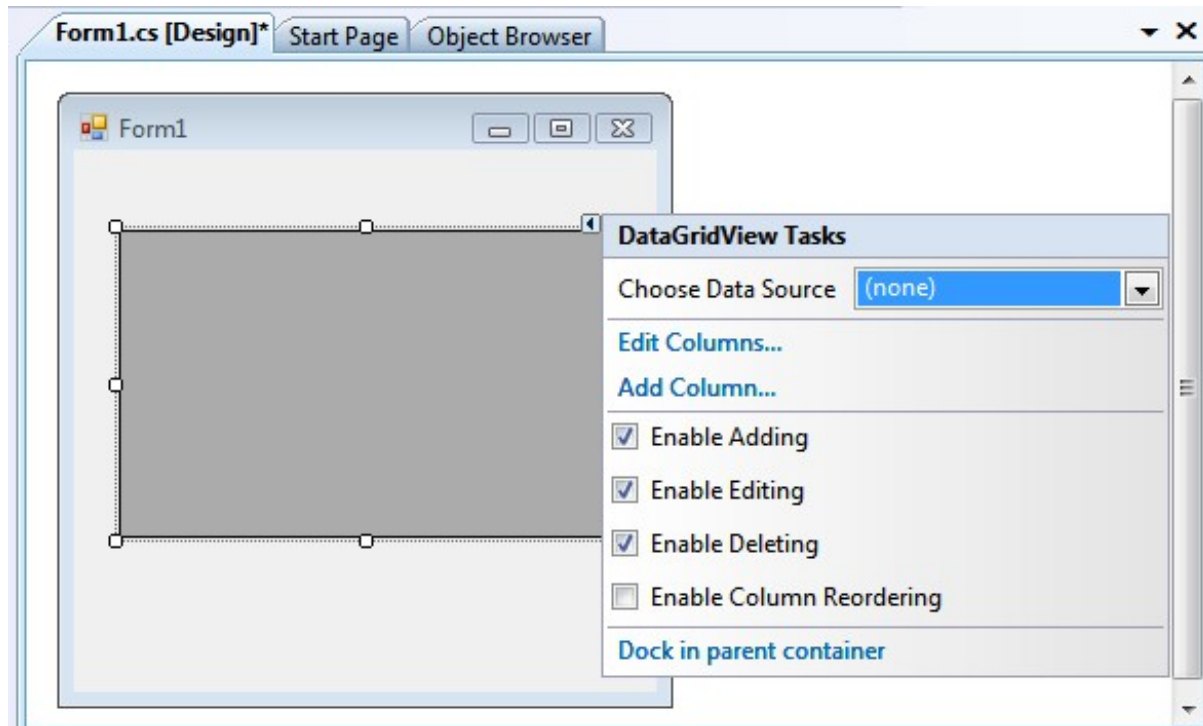 Form1.cs [Design]* Start Page Object Browser
Form1
DataGridView Tasks
Choose Data Source (none)
Edit Columns...
Add Column...
Enable Adding
Enable Editing
Enable Deleting
Enable Column Reordering
Dock in parent container